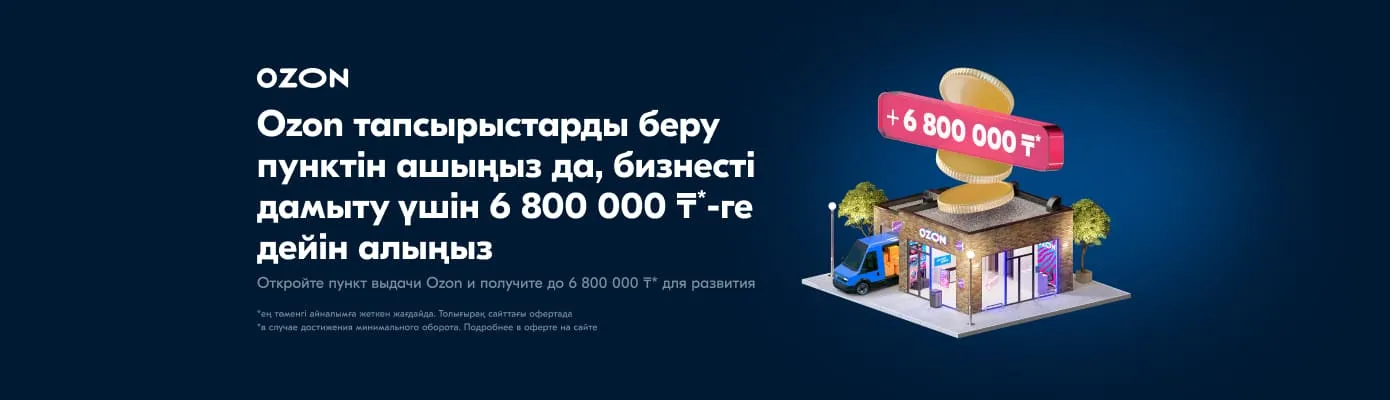 OZON
Ozon тапсырыстарды беру
пунктін ашыңыз да, бизнесті
дамыту үшін 6 800 000 ₸*-ге
дейін алыңыз
Откройте пункт выдачи Ozon и получите до 6 800 000 ₸* для развития
*ең төменгі айналымға жеткен жағдайда. Толығырақ сайттағы офертада
*в случае достижения минимального оборота. Подробнее в оферте на сайте
+ 6 800 000 ₸*
OZON